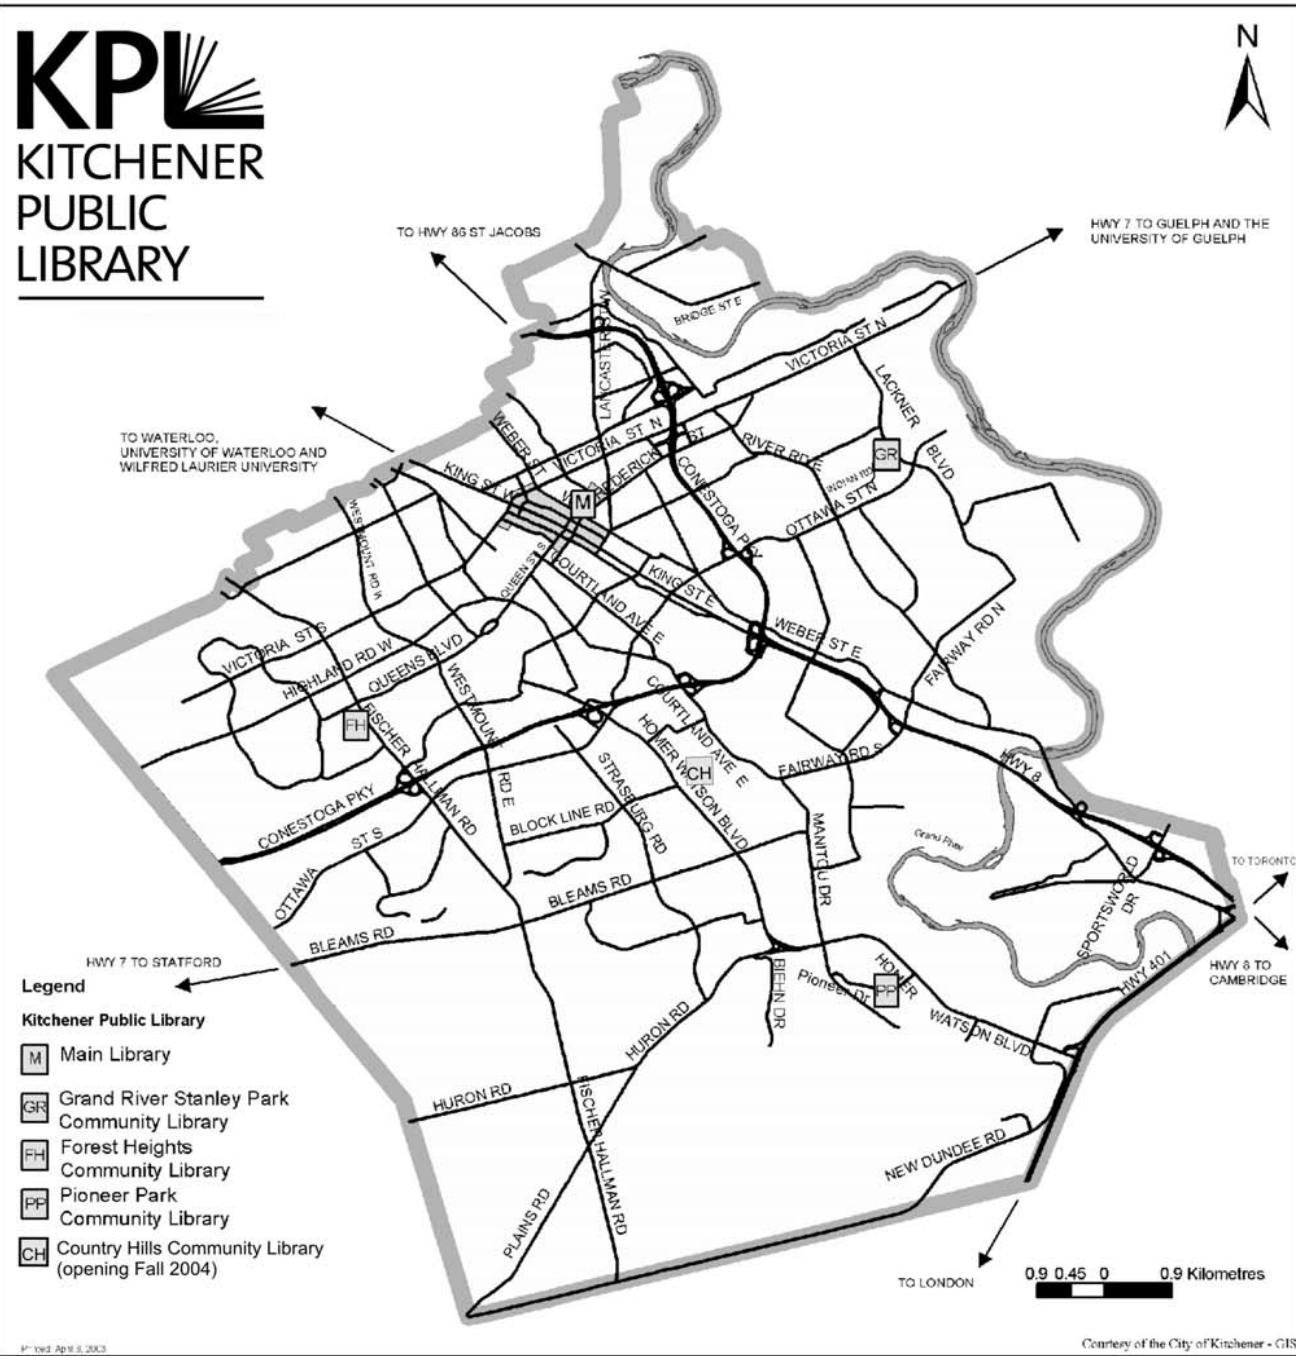 KPL
KITCHENER
PUBLIC
LIBRARY
N
TO HWY 86 ST JACOBS
HWY 7 TO GUELPH AND THE
UNIVERSITY OF GUELPH
BRIDGE ST E
VICTORIA ST N
LACKNER
BLVD
TO WATERLOO,
UNIVERSITY OF WATERLOO AND
WILFRED LAURIER UNIVERSITY
WEBER ST
VICTORIA ST N
FREDERICK
ST
RIVER RD E
GR
KING ST W
M
CONESTOGA PKY
OTTAWA ST N
WESTMOUNT RD W
QUEEN ST S
COURTLAND AVE E
KING ST E
WEBER ST E
FAIRWAY RD N
VICTORIA ST S
HIGHLAND RD W
QUEENS BLVD
WESTMOUNT
RD E
FH
FISCHER
HALLMAN RD
COURTLAND AVE E
HOMER WATSON BLVD
CH
FAIRWAY RD S
HWY 8
STRASBURG RD
CONESTOGA PKY
BLOCK LINE RD
MANITOU DR
Grand River
OTTAWA
ST S
BLEAMS RD
BLEAMS RD
SPORTSWORLD
DR
TO TORONTO
HWY 8 TO
CAMBRIDGE
HWY 401
HWY 7 TO STATFORD
BIEHN DR
Pioneer Dr
PP
HOMER
WATSON BLVD
HURON RD
HURON RD
FISCHER HALLMAN RD
NEW DUNDEE RD
PLAINS RD
TO LONDON
Legend
Kitchener Public Library
M Main Library
GR Grand River Stanley Park
Community Library
FH Forest Heights
Community Library
PP Pioneer Park
Community Library
CH Country Hills Community Library
(opening Fall 2004)
0.9 0.45 0 0.9 Kilometres
Printed: April 8, 2003
Courtesy of the City of Kitchener - GIS